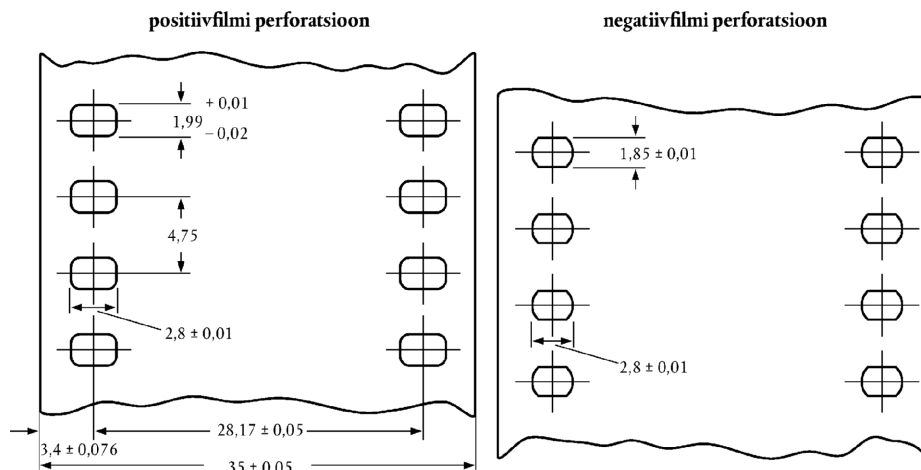 positiivfilmi perforatsioon
negatiivfilmi perforatsioon
+ 0,01
1,99
– 0,02
4,75
2,8 ± 0,01
28,17 ± 0,05
3,4 ± 0,076
35 ± 0,05
1,85 ± 0,01
2,8 ± 0,01